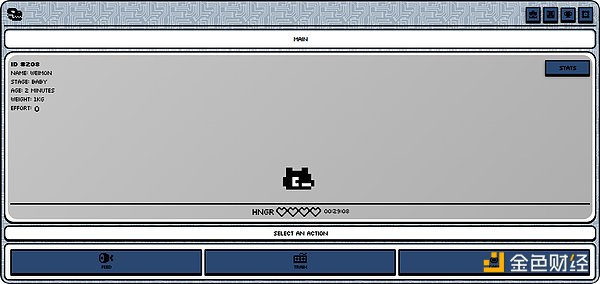 MAIN
ID #208
NAME: WEIMON
STAGE: BABY
AGE: 2 MINUTES
WEIGHT: 1KG
EFFORT: 0
STATS
HNGR 00:29:08
SELECT AN ACTION
FEED
TRAIN
金色财经